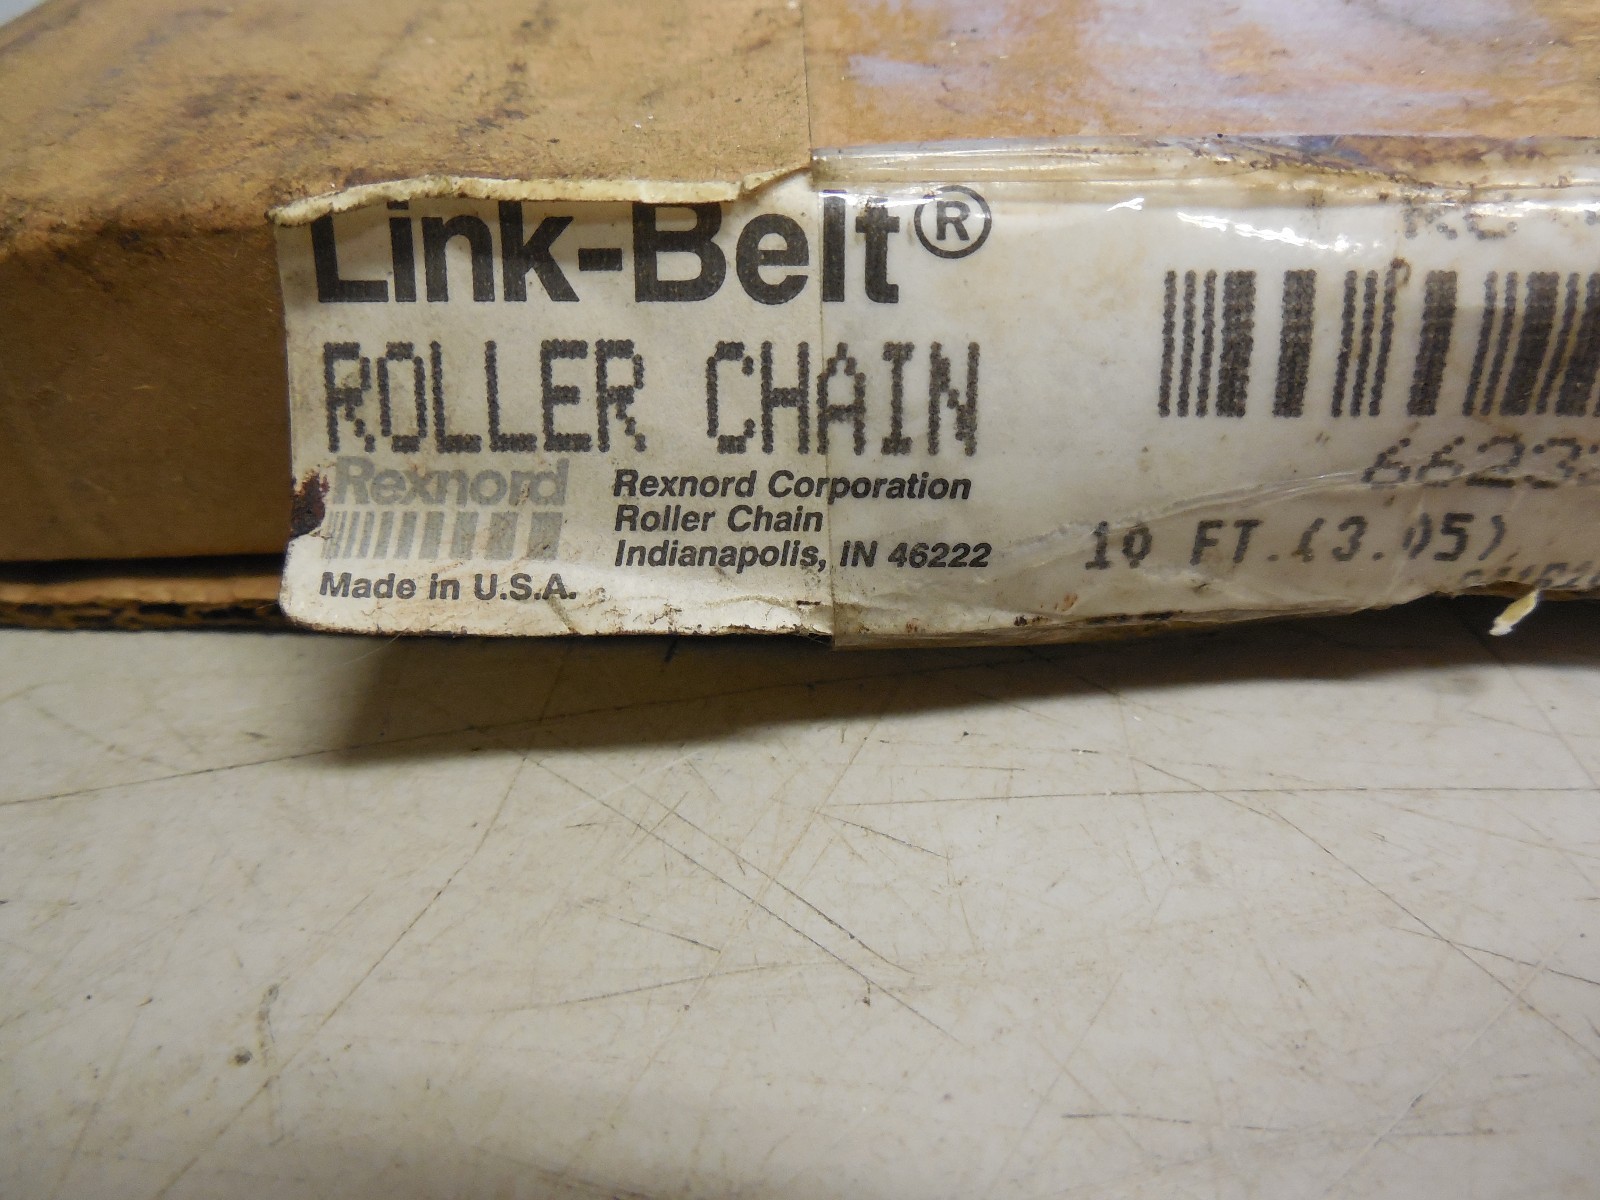 Link-Belt®
ROLLER CHAIN
Rexnord
Rexnord Corporation
Roller Chain
Indianapolis, IN 46222
Made in U.S.A.
10 FT.(3.05)